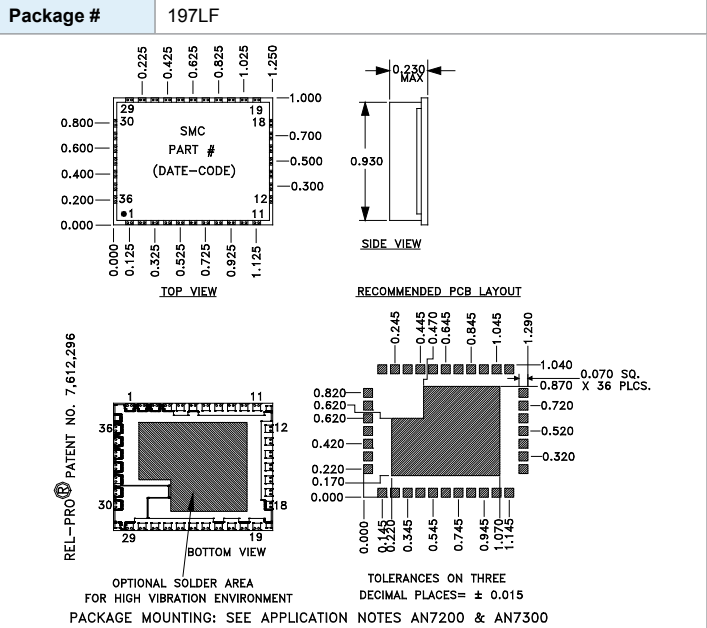 Package # 197LF
0.225 0.425 0.625 0.825 1.025 1.250
0.230
MAX
29 19
30 18
SMC
PART #
(DATE-CODE)
36 12
1 11
1.000
0.800
0.700
0.600
0.500
0.400
0.300
0.200
0.000
0.930
0.000 0.125 0.325 0.525 0.725 0.925 1.125
SIDE VIEW
TOP VIEW
RECOMMENDED PCB LAYOUT
REL-PRO® PATENT NO. 7,612,296
1 11
36 12
30 18
29 19
BOTTOM VIEW
OPTIONAL SOLDER AREA
FOR HIGH VIBRATION ENVIRONMENT
0.245 0.445 0.470 0.645 0.845 1.045 1.290
1.040
0.070 SQ.
0.870 X 36 PLCS.
0.820
0.720
0.620
0.620
0.520
0.420
0.320
0.220
0.170
0.000
0.000 0.145 0.220 0.345 0.545 0.745 0.945 1.070 1.145
TOLERANCES ON THREE
DECIMAL PLACES= ± 0.015
PACKAGE MOUNTING: SEE APPLICATION NOTES AN7200 & AN7300